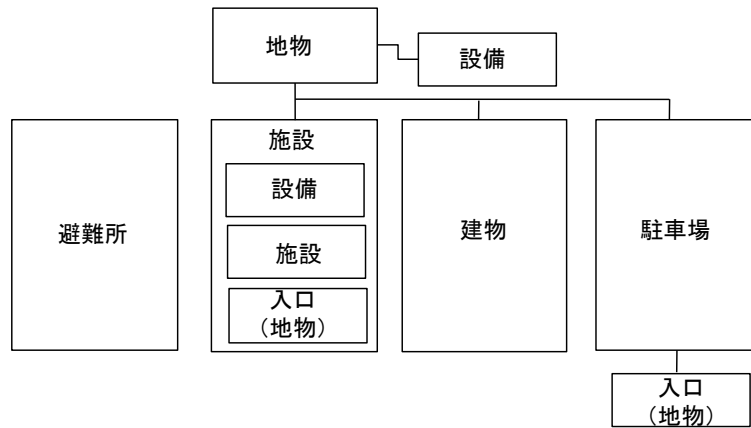 地物
設備
避難所
施設
設備
施設
入口
（地物）
建物
駐車場
入口
（地物）